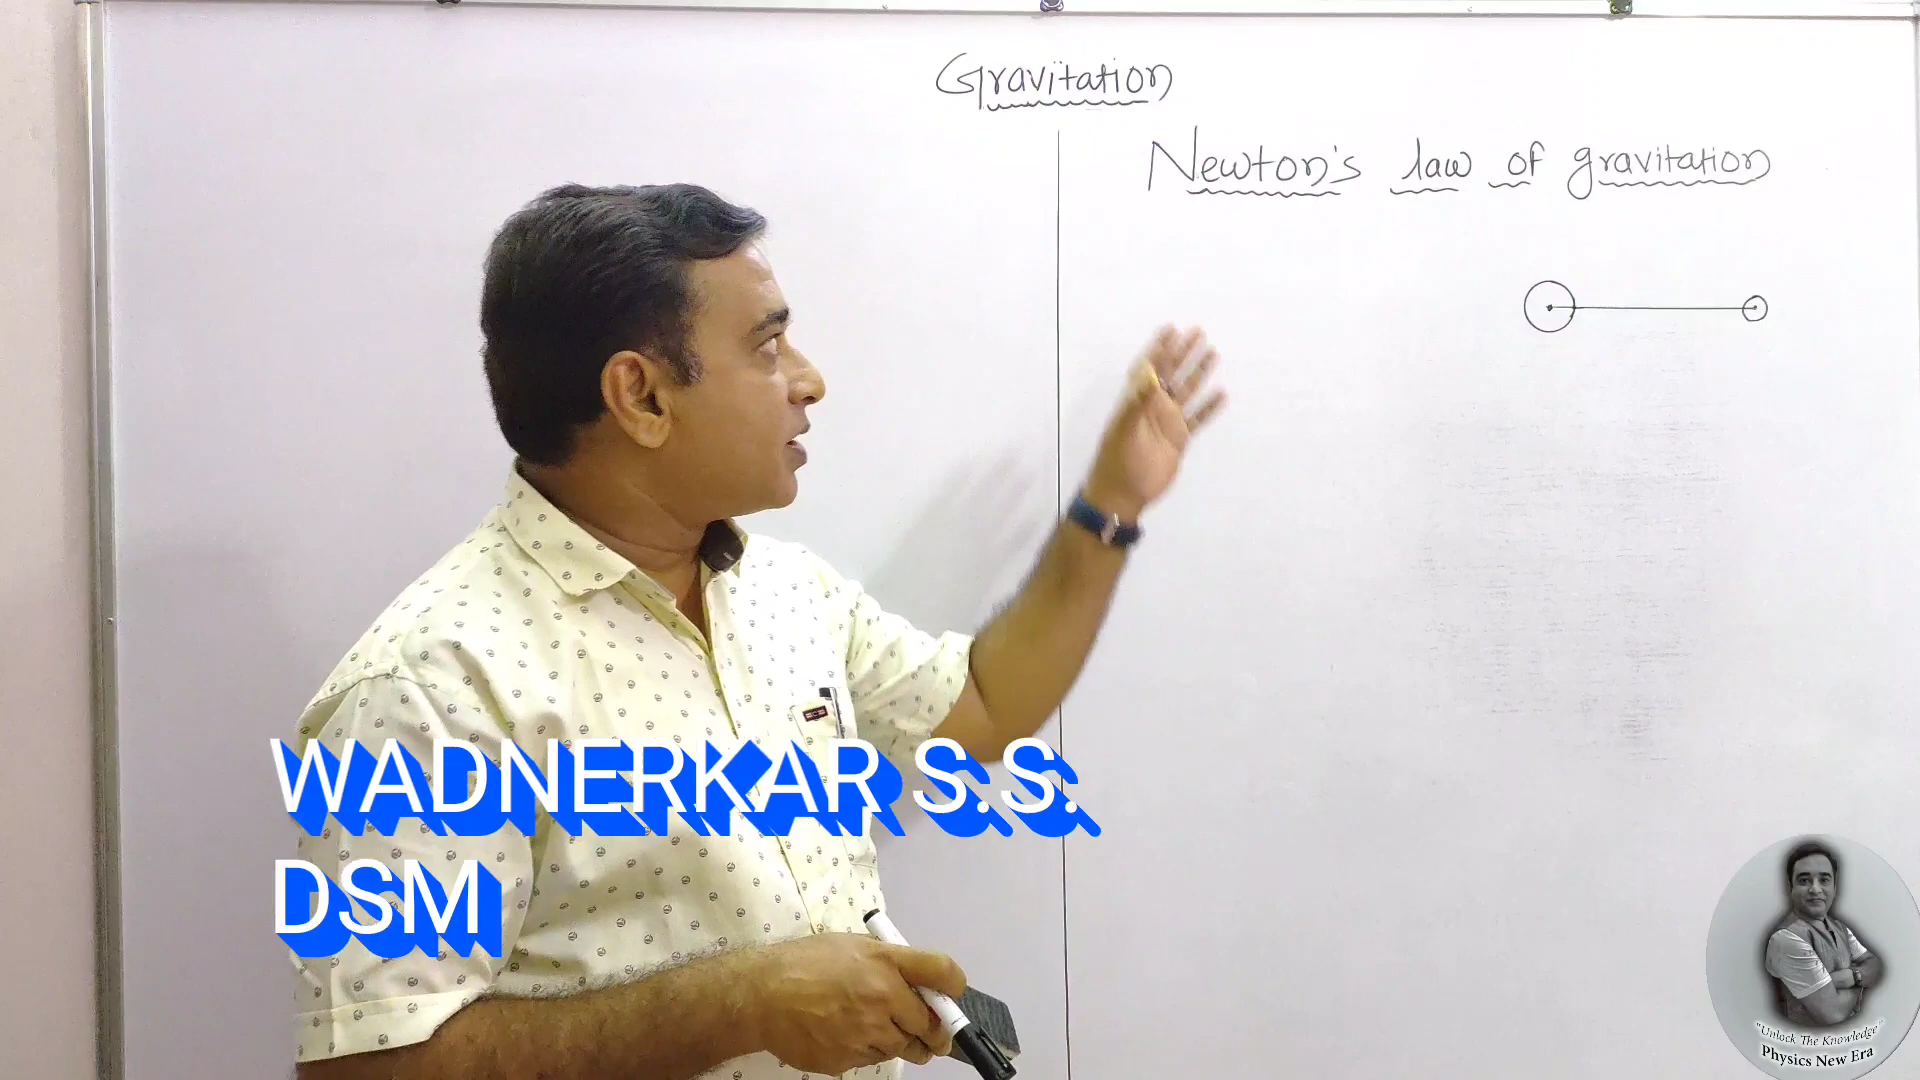 Gravitation
Newton's law of gravitation
WADNERKAR S.S.
DSM
"Unlock The Knowledge"
Physics New Era